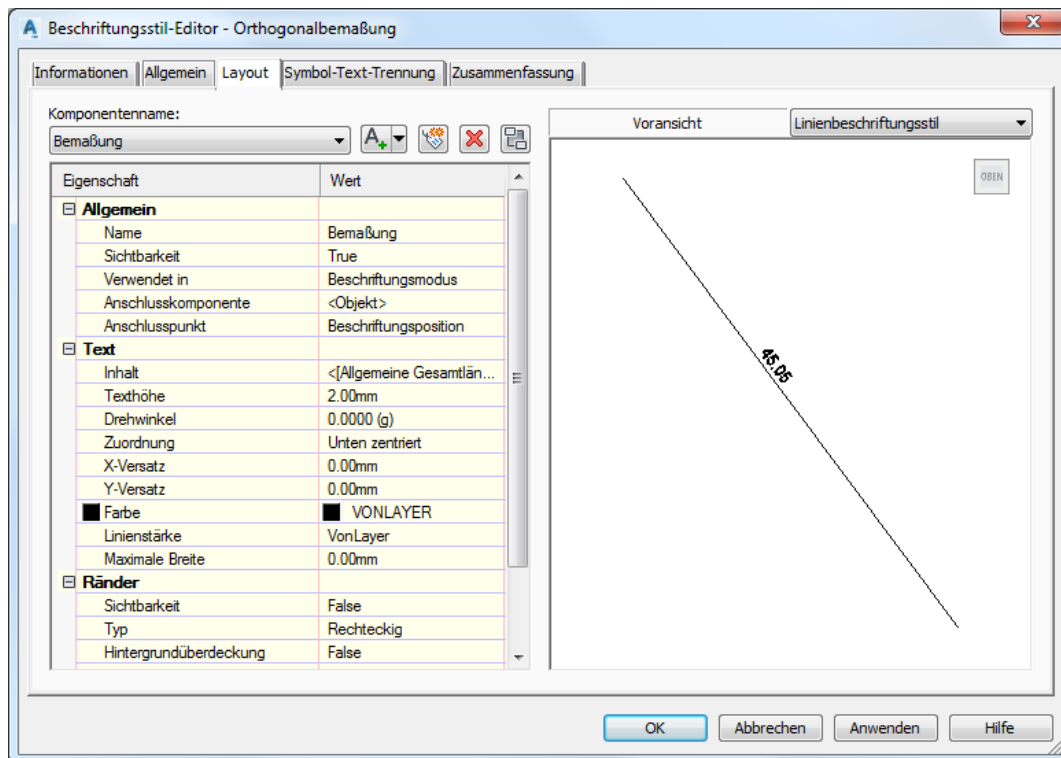 Beschriftungsstil-Editor - Orthogonalbemaßung
Informationen Allgemein Layout Symbol-Text-Trennung Zusammenfassung
Komponentenname:
Bemaßung
Eigenschaft Wert
Allgemein
Name Bemaßung
Sichtbarkeit True
Verwendet in Beschriftungsmodus
Anschlusskomponente <Objekt>
Anschlusspunkt Beschriftungsposition
Text
Inhalt <[Allgemeine Gesamtlän...
Texthöhe 2.00mm
Drehwinkel 0.0000 (g)
Zuordnung Unten zentriert
X-Versatz 0.00mm
Y-Versatz 0.00mm
Farbe VONLAYER
Linienstärke VonLayer
Maximale Breite 0.00mm
Ränder
Sichtbarkeit False
Typ Rechteckig
Hintergrundüberdeckung False
Voransicht Linienbeschriftungsstil
OBEN
45.05
OK Abbrechen Anwenden Hilfe